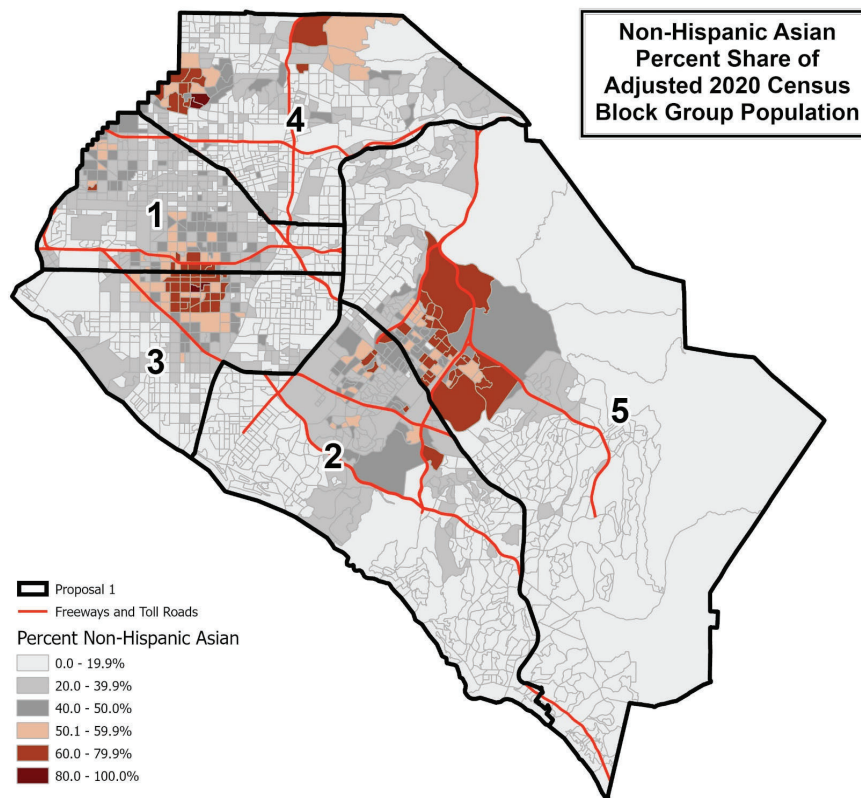 Non-Hispanic Asian
Percent Share of
Adjusted 2020 Census
Block Group Population
4
1
3
5
2
Proposal 1
Freeways and Toll Roads
Percent Non-Hispanic Asian
0.0 - 19.9%
20.0 - 39.9%
40.0 - 50.0%
50.1 - 59.9%
60.0 - 79.9%
80.0 - 100.0%